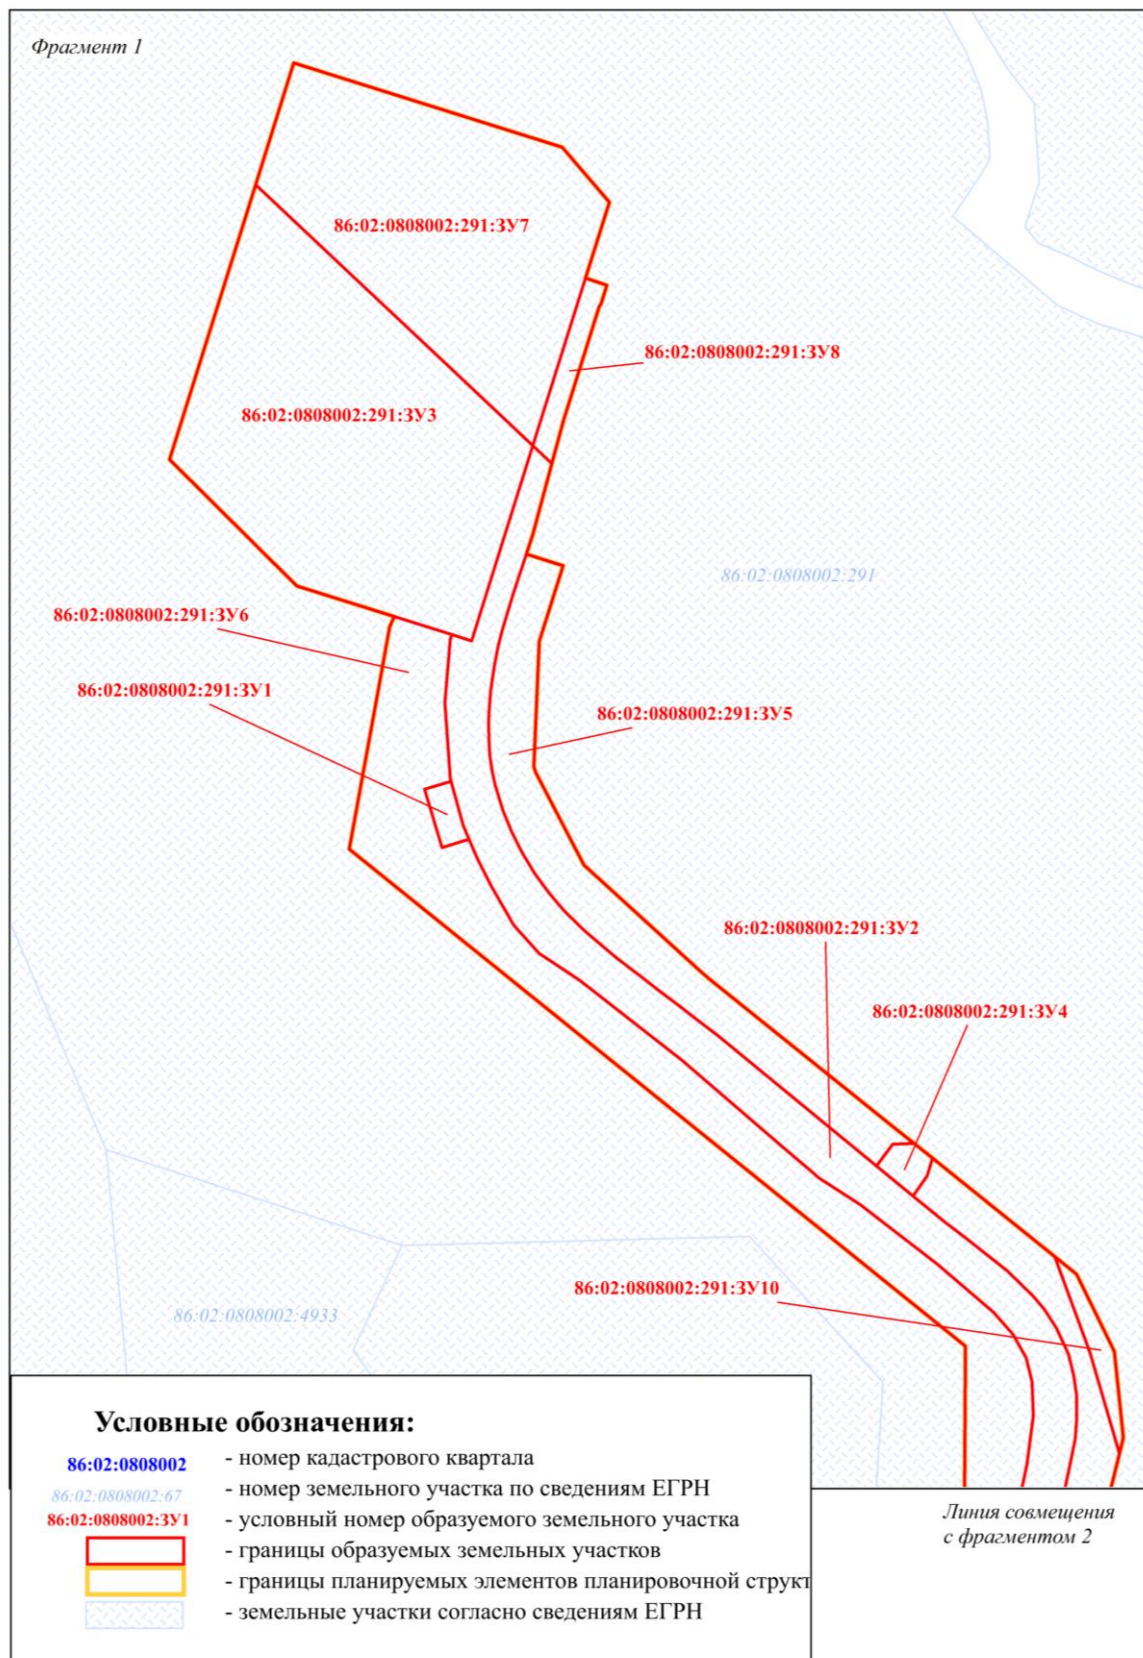 Фрагмент 1
86:02:0808002:291:ЗУ7
86:02:0808002:291:ЗУ8
86:02:0808002:291:ЗУ3
86:02:0808002:291
86:02:0808002:291:ЗУ6
86:02:0808002:291:ЗУ1
86:02:0808002:291:ЗУ5
86:02:0808002:291:ЗУ2
86:02:0808002:291:ЗУ4
86:02:0808002:291:ЗУ10
86:02:0808002:4933
Условные обозначения:
86:02:0808002 - номер кадастрового квартала
86:02:0808002:67 - номер земельного участка по сведениям ЕГРН
86:02:0808002:ЗУ1 - условный номер образуемого земельного участка
- границы образуемых земельных участков
- границы планируемых элементов планировочной структ
- земельные участки согласно сведениям ЕГРН
Линия совмещения
с фрагментом 2